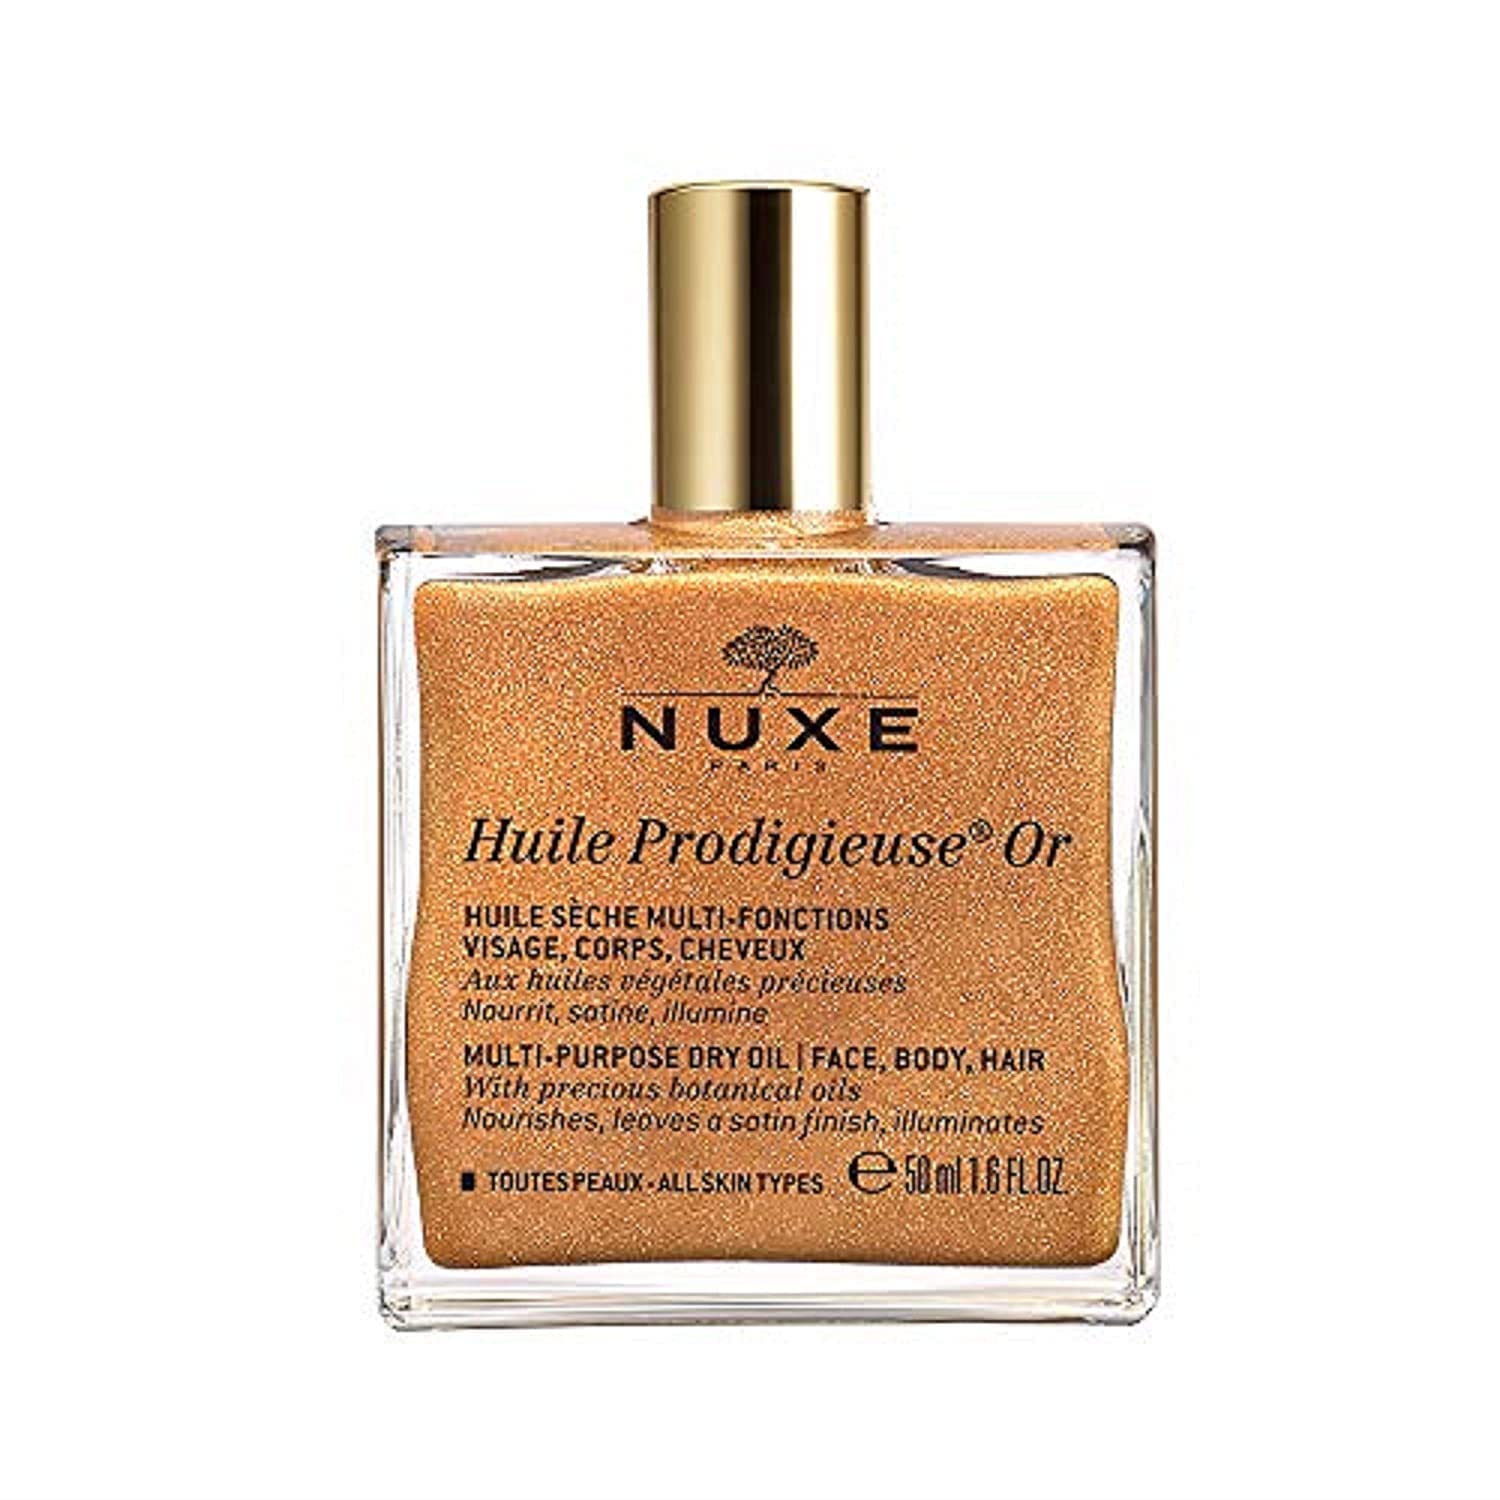 NUXE
PARIS
Huile Prodigieuse® Or
HUILE SÈCHE MULTI-FONCTIONS
VISAGE, CORPS, CHEVEUX
Aux huiles végétales précieuses
Nourrit, satine, illumine
MULTI-PURPOSE DRY OIL | FACE, BODY, HAIR
With precious botanical oils
Nourishes, leaves a satin finish, illuminates
TOUTES PEAUX - ALL SKIN TYPES ℮ 50 ml 1.6 FL.OZ.